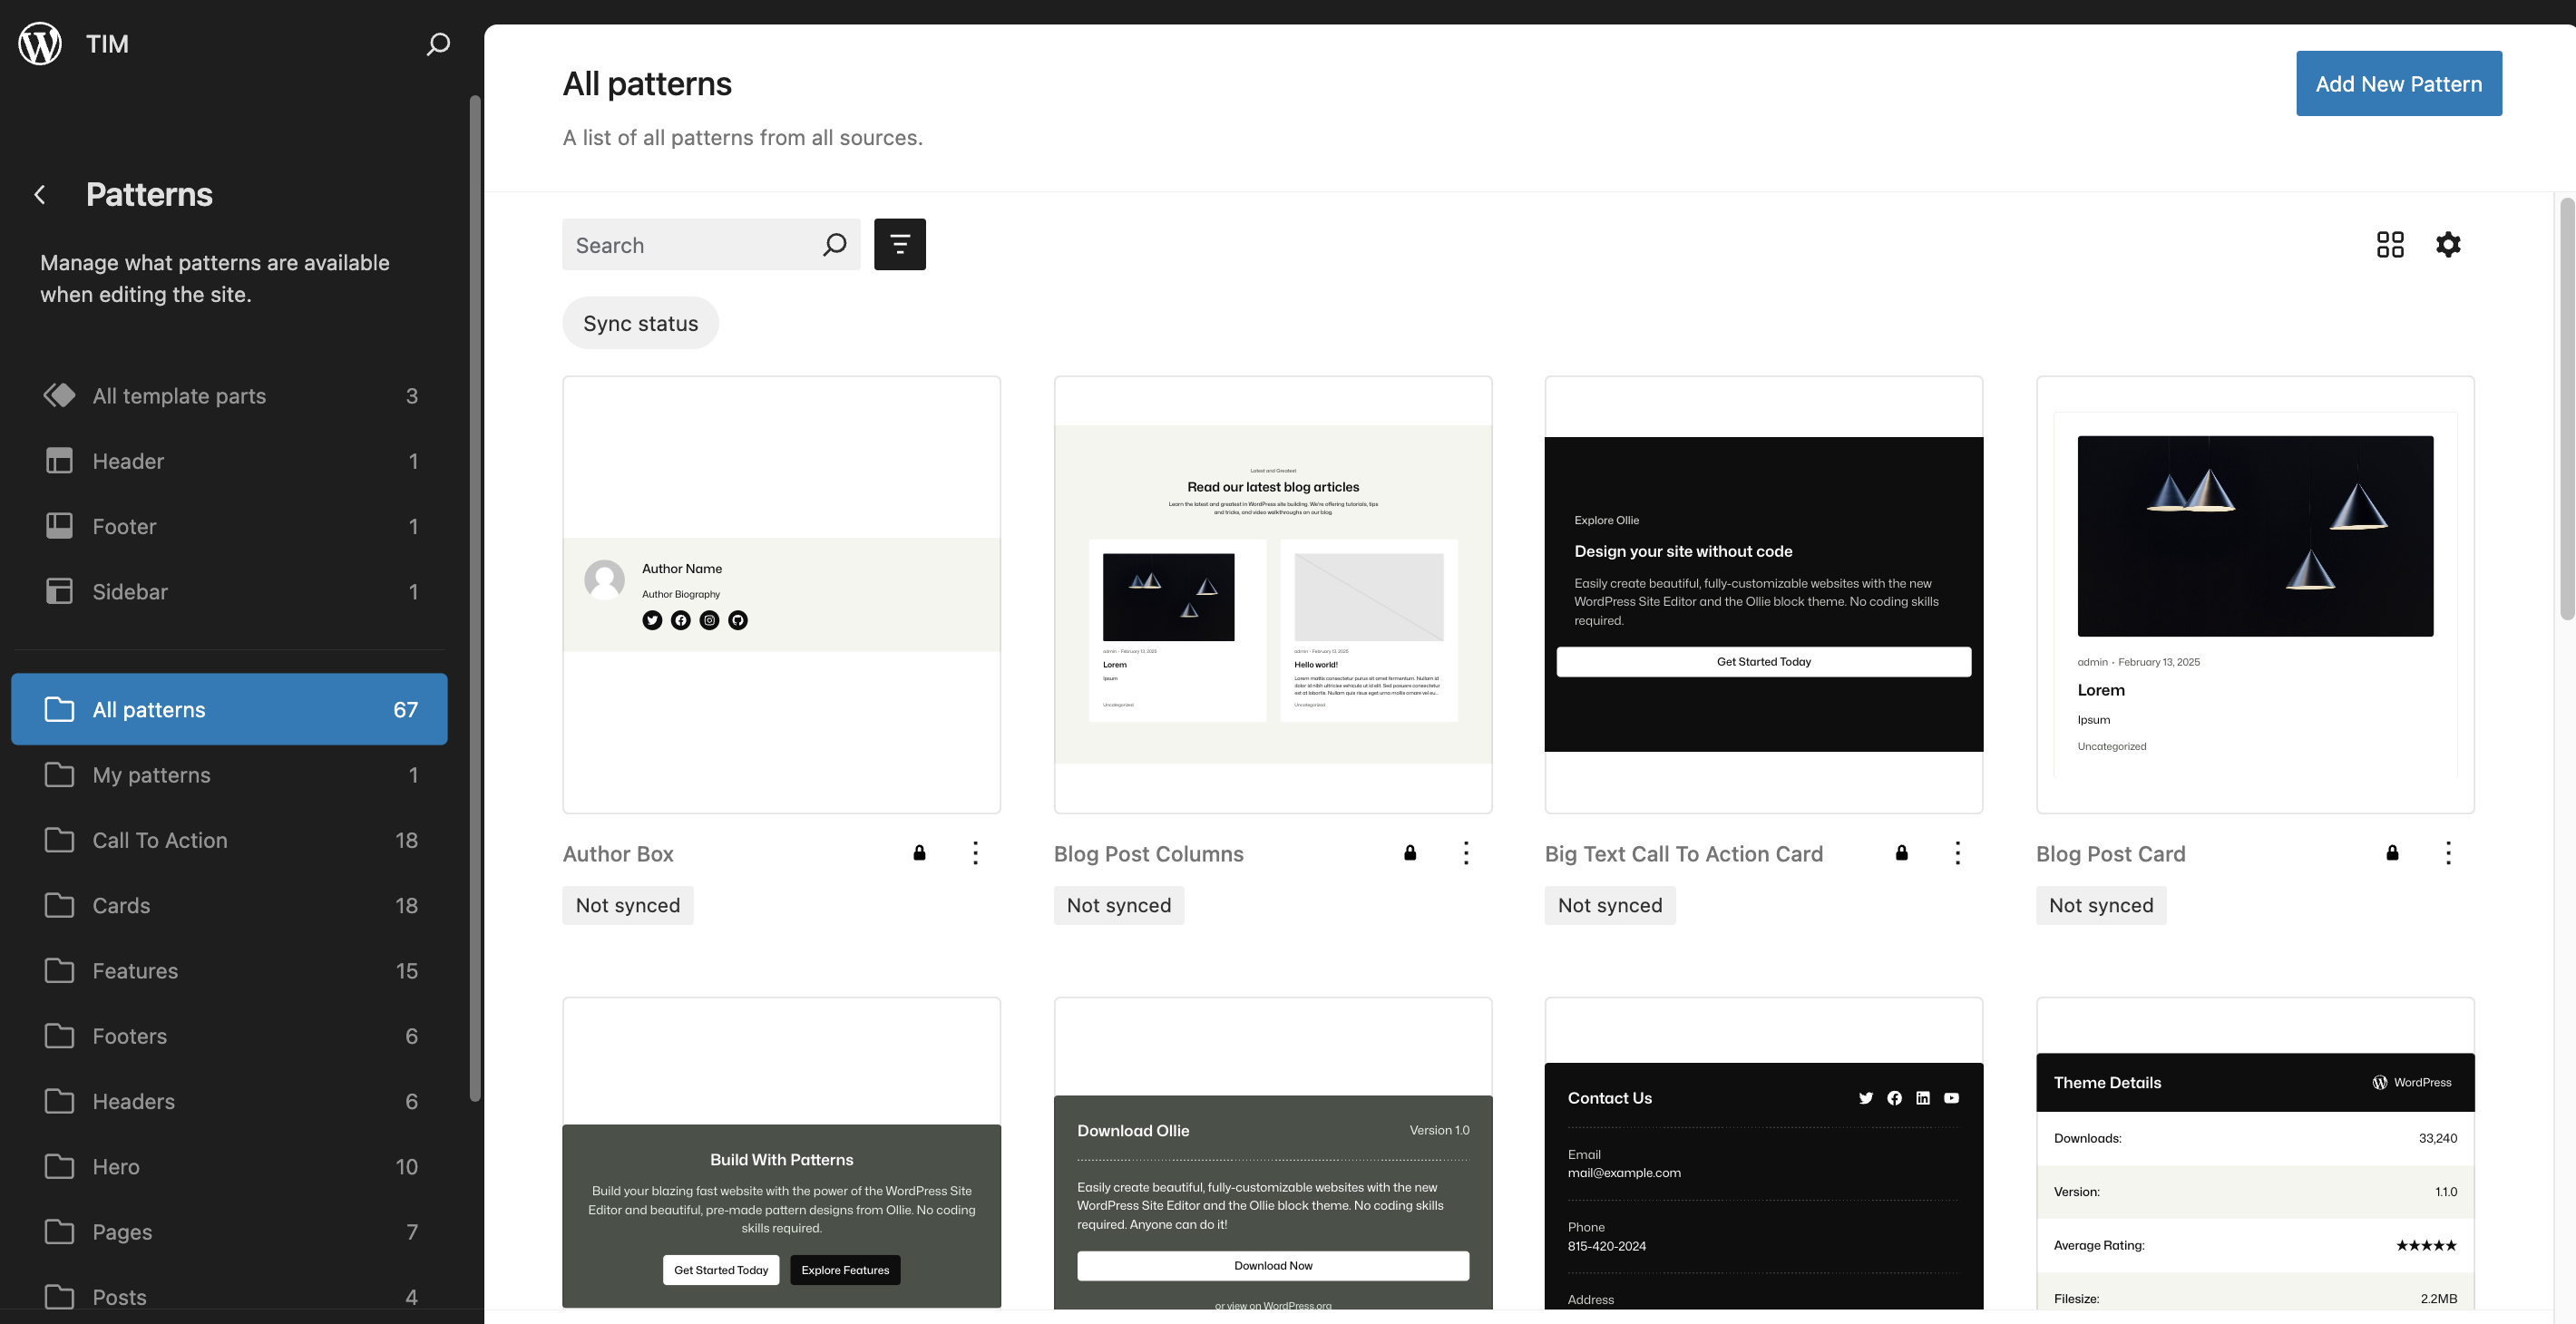 TIM
Patterns
Manage what patterns are available
when editing the site.
All template parts 3
Header 1
Footer 1
Sidebar 1
All patterns 67
My patterns 1
Call To Action 18
Cards 18
Features 15
Footers 6
Headers 6
Hero 10
Pages 7
Posts 4
All patterns
A list of all patterns from all sources.
Add New Pattern
Search
Sync status
Author Name
Author Biography
Author Box
Not synced
Latest and Greatest
Read our latest blog articles
Learn the latest and greatest in WordPress site building. We're offering tutorials, tips
and tricks, and video walkthroughs on our blog.
admin - February 13, 2025
Lorem
Ipsum
Uncategorized
admin - February 13, 2025
Hello world!
Uncategorized
Blog Post Columns
Not synced
Explore Ollie
Design your site without code
Easily create beautiful, fully-customizable websites with the new
WordPress Site Editor and the Ollie block theme. No coding skills
required.
Get Started Today
Big Text Call To Action Card
Not synced
admin · February 13, 2025
Lorem
Ipsum
Uncategorized
Blog Post Card
Not synced
Build With Patterns
Build your blazing fast website with the power of the WordPress Site
Editor and beautiful, pre-made pattern designs from Ollie. No coding
skills required.
Get Started Today
Explore Features
Download Ollie
Version 1.0
Easily create beautiful, fully-customizable websites with the new
WordPress Site Editor and the Ollie block theme. No coding skills
required. Anyone can do it!
Download Now
or view on WordPress.org
Contact Us
Email
mail@example.com
Phone
815-420-2024
Address
Theme Details
WordPress
Downloads: 33,240
Version: 1.1.0
Average Rating: ★★★★★
Filesize: 2.2MB